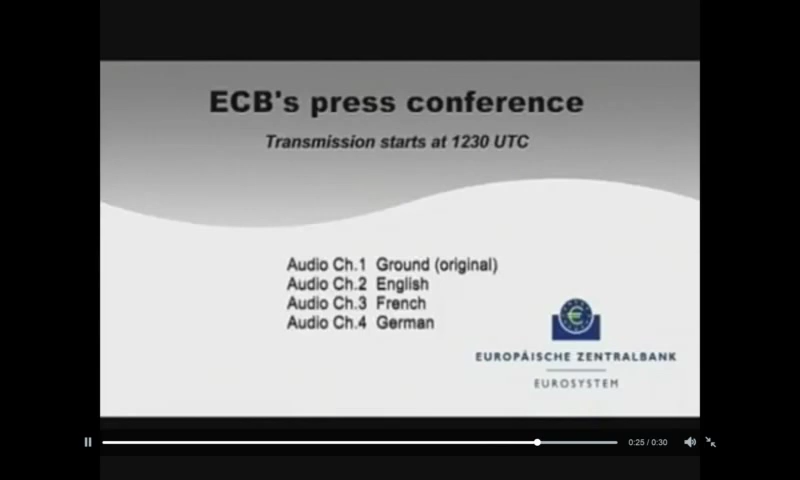 ECB's press conference
Transmission starts at 1230 UTC
Audio Ch.1 Ground (original)
Audio Ch.2 English
Audio Ch.3 French
Audio Ch.4 German
€
EUROPÄISCHE ZENTRALBANK
EUROSYSTEM
0:25 / 0:30